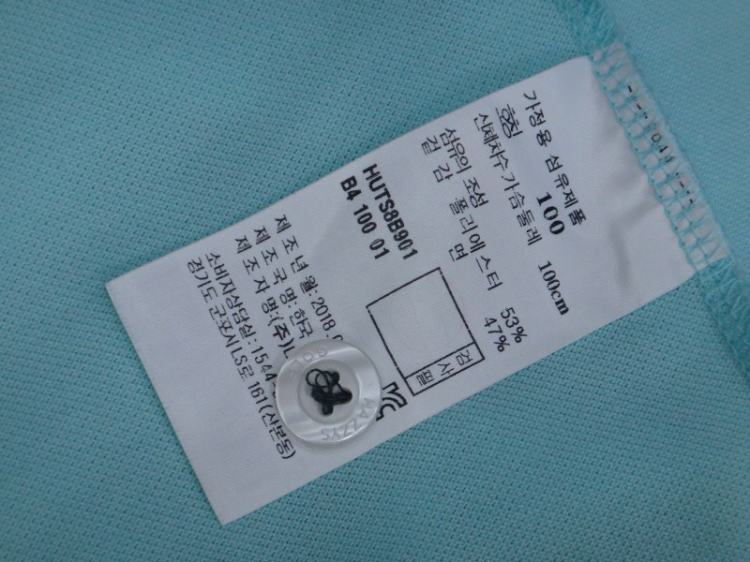 가정용 섬유제품
호칭 100
신체치수 가슴둘레 100cm
섬유의 조성
겉감 폴리에스터 53%
면 47%
검사필
HUTS8B901
B4 100 01
제조년월: 2018.
제조국명: 한국
제조자명:(주)L
소비자상담실: 1544-
경기도 군포시 LS로 161(산본동)